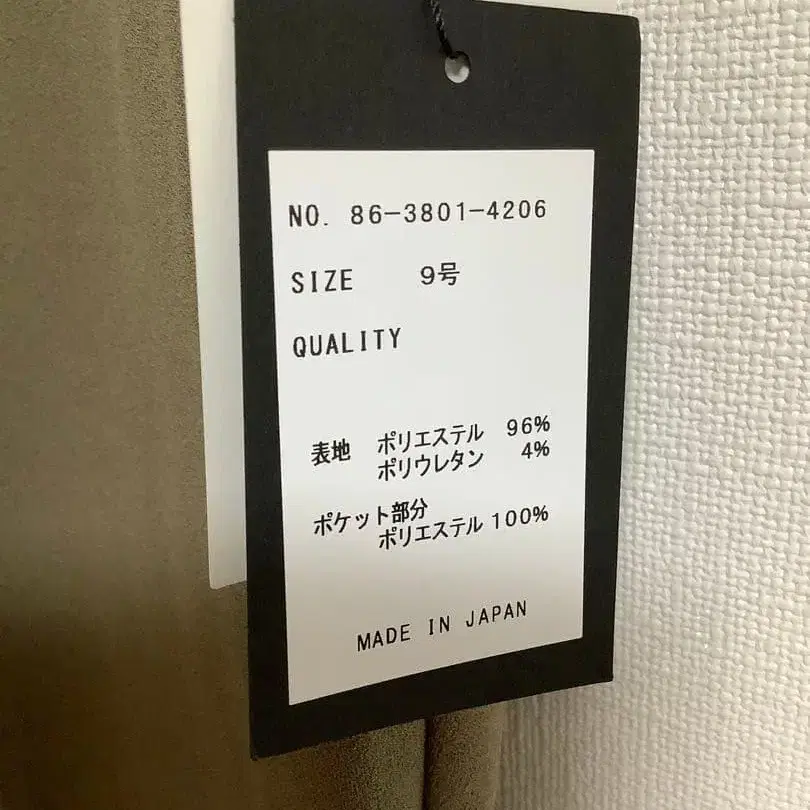 NO. 86-3801-4206
SIZE 9号
QUALITY
表地 ポリエステル 96%
ポリウレタン 4%
ポケット部分
ポリエステル 100%
MADE IN JAPAN